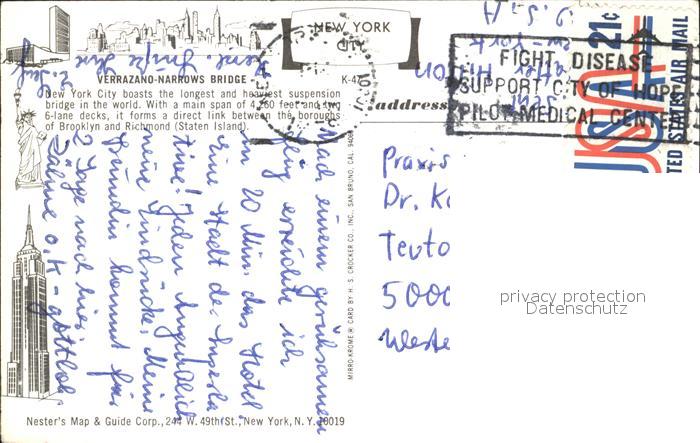 NEW YORK
CITY
VERRAZANO-NARROWS BRIDGE - K-47
New York City boasts the longest and heaviest suspension
bridge in the world. With a main span of 4,260 feet and two
6-lane decks, it forms a direct link between the boroughs
of Brooklyn and Richmond (Staten Island).
address
21c
USA
UNITED STATES AIR MAIL
FIGHT DISEASE
SUPPORT CITY OF HOPE
PILOT MEDICAL CENTER
Nach einem geruhsamen
Flug erreichte ich
in 20 Min. das Hotel
eine Stadt der
Jeden Augenblick
neue Eindrücke. Meine
Freundin kommt für
2 Tage nach hier.
Zähne o.K. - gottlob
Praxis
Dr. K
Teuto
5000
Weste
MIRRO-KROME ® CARD BY H. S. CROCKER CO., INC., SAN BRUNO, CAL. 940
Nester's Map & Guide Corp., 244 W. 49th St., New York, N. Y. 10019
privacy protection
Datenschutz